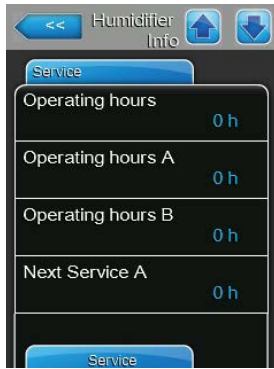 <<
Humidifier
Info
Service
Operating hours
0 h
Operating hours A
0 h
Operating hours B
0 h
Next Service A
0 h
Service